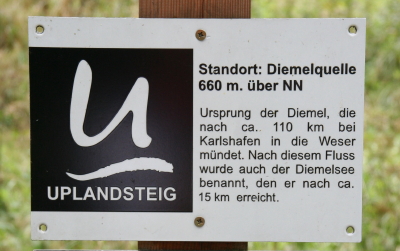 Standort: Diemelquelle
660 m. über NN
Ursprung der Diemel, die
nach ca. 110 km bei
Karlshafen in die Weser
mündet. Nach diesem Fluss
wurde auch der Diemelsee
benannt, den er nach ca.
15 km erreicht.
U
UPLANDSTEIG